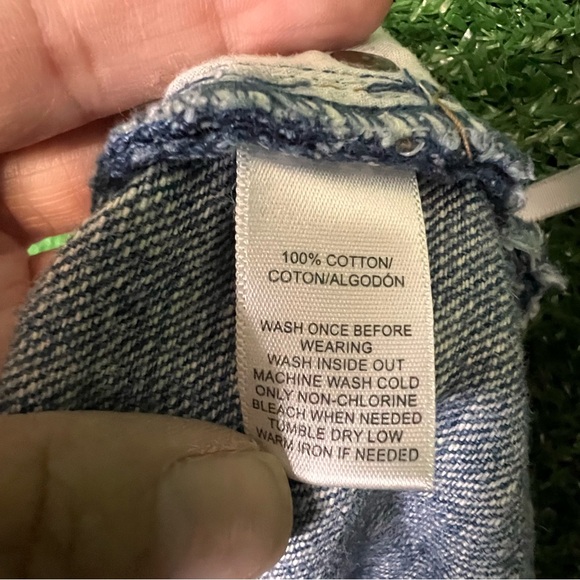 100% COTTON/
COTON/ALGODÓN
WASH ONCE BEFORE
WEARING
WASH INSIDE OUT
MACHINE WASH COLD
ONLY NON-CHLORINE
BLEACH WHEN NEEDED
TUMBLE DRY LOW
WARM IRON IF NEEDED